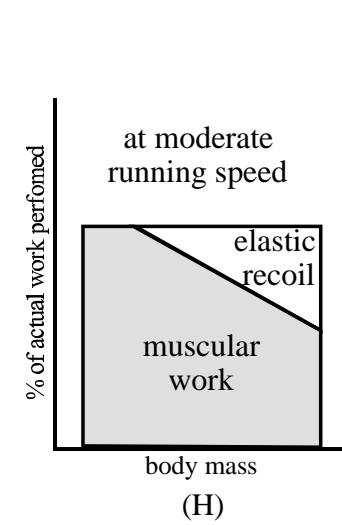 at moderate
running speed
% of actual work perfomed
elastic
recoil
muscular
work
body mass
(H)